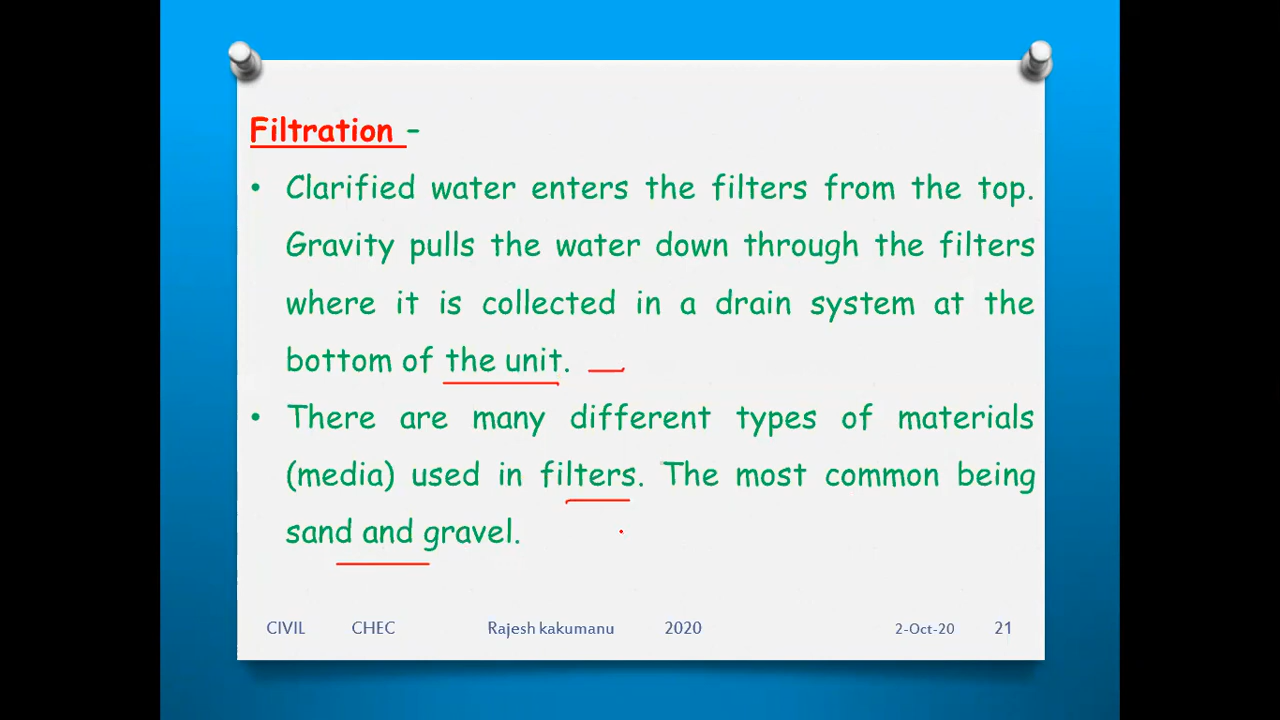 Filtration –
• Clarified water enters the filters from the top.
Gravity pulls the water down through the filters
where it is collected in a drain system at the
bottom of the unit.
• There are many different types of materials
(media) used in filters. The most common being
sand and gravel.
CIVIL CHEC Rajesh kakumanu 2020 2-Oct-20 21